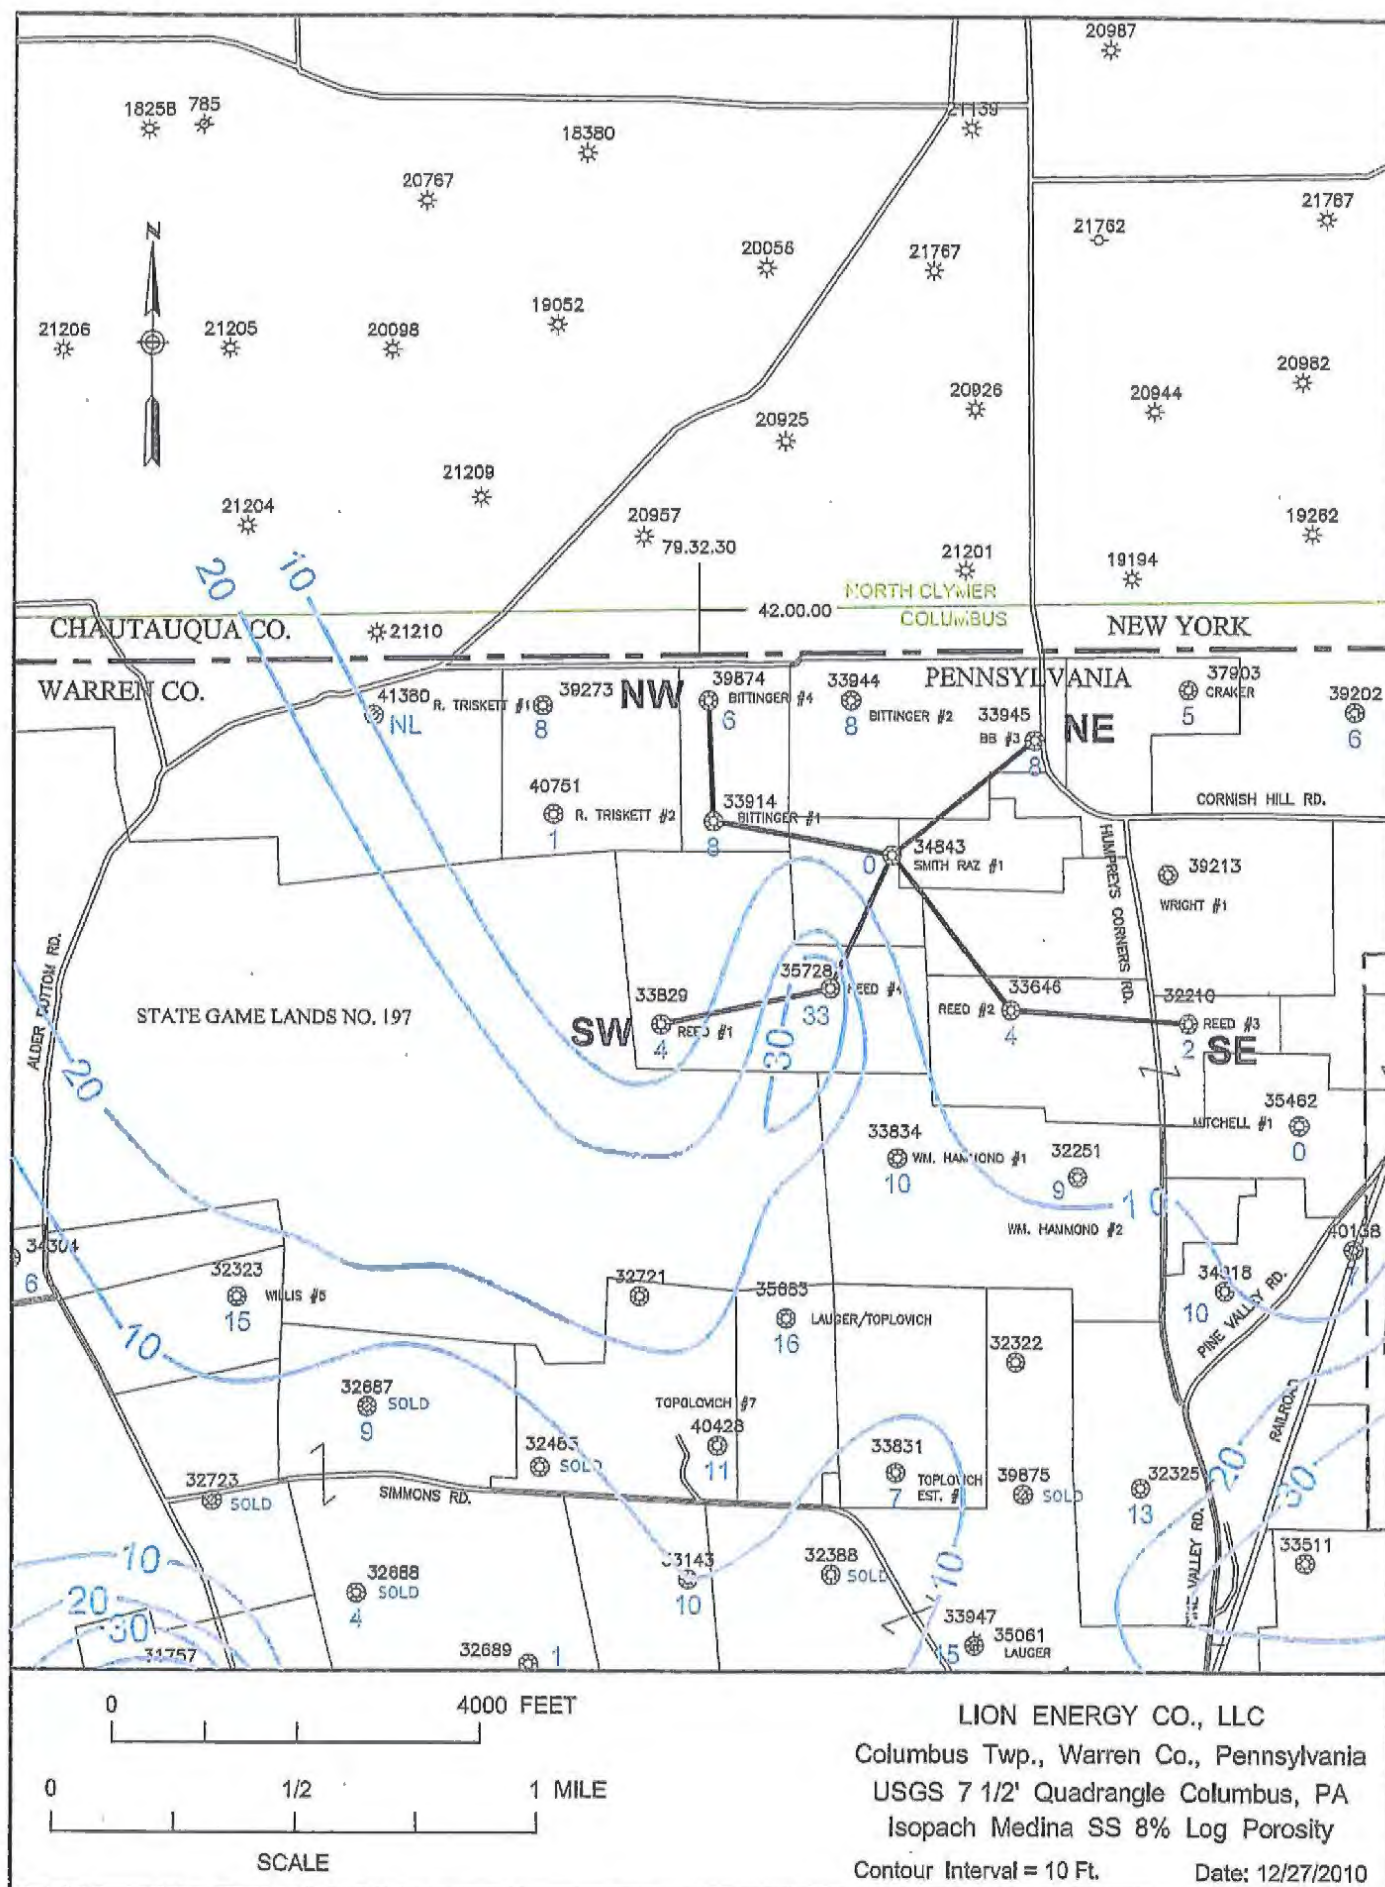 20987
18258 785
21139
18380
20767
21787
21762
N
20056
21767
19052
21206
21205
20098
20982
20926
20944
20925
21209
21204
19262
20957
79.32.30
21201
19194
20
10
NORTH CLYMER
42.00.00
COLUMBUS
CHAUTAUQUA CO.
21210
NEW YORK
WARREN CO.
PENNSYLVANIA
41380
NL
R. TRISKETT #1
39273
8
NW
39874
BITTINGER #4
6
33944
BITTINGER #2
8
33945
BB #3
8
NE
37903
CRAKER
5
39202
6
40751
R. TRISKETT #2
1
33914
BITTINGER #1
8
CORNISH HILL RD.
0
34843
SMITH RAZ #1
HUMPHREYS CORNERS RD.
39213
WRIGHT #1
ALDER BOTTOM RD.
STATE GAME LANDS NO. 197
35728
REED #4
33
33829
REED #1
4
SW
33646
REED #2
4
32210
REED #3
2
SE
30
20
35462
MITCHELL #1
0
33834
WM. HAMMOND #1
10
32251
9
WM. HAMMOND #2
10
34304
6
32323
WILLIS #5
15
32721
35683
LAUGER/TOPLOVICH
16
40138
34918
10
PINE VALLEY RD.
10
32322
RAILROAD
32687
SOLD
9
TOPOLOVICH #7
40428
11
32483
SOLD
33831
TOPLOVICH
EST.
7
39875
SOLD
32325
13
20
30
32723
SOLD
SIMMONS RD.
PINE VALLEY RD.
33511
10
32688
SOLD
4
33143
10
32388
SOLD
10
20
30
31757
32689
1
33947
35061
15
LAUGER
0 4000 FEET
0 1/2 1 MILE
SCALE
LION ENERGY CO., LLC
Columbus Twp., Warren Co., Pennsylvania
USGS 7 1/2' Quadrangle Columbus, PA
Isopach Medina SS 8% Log Porosity
Contour Interval = 10 Ft. Date: 12/27/2010